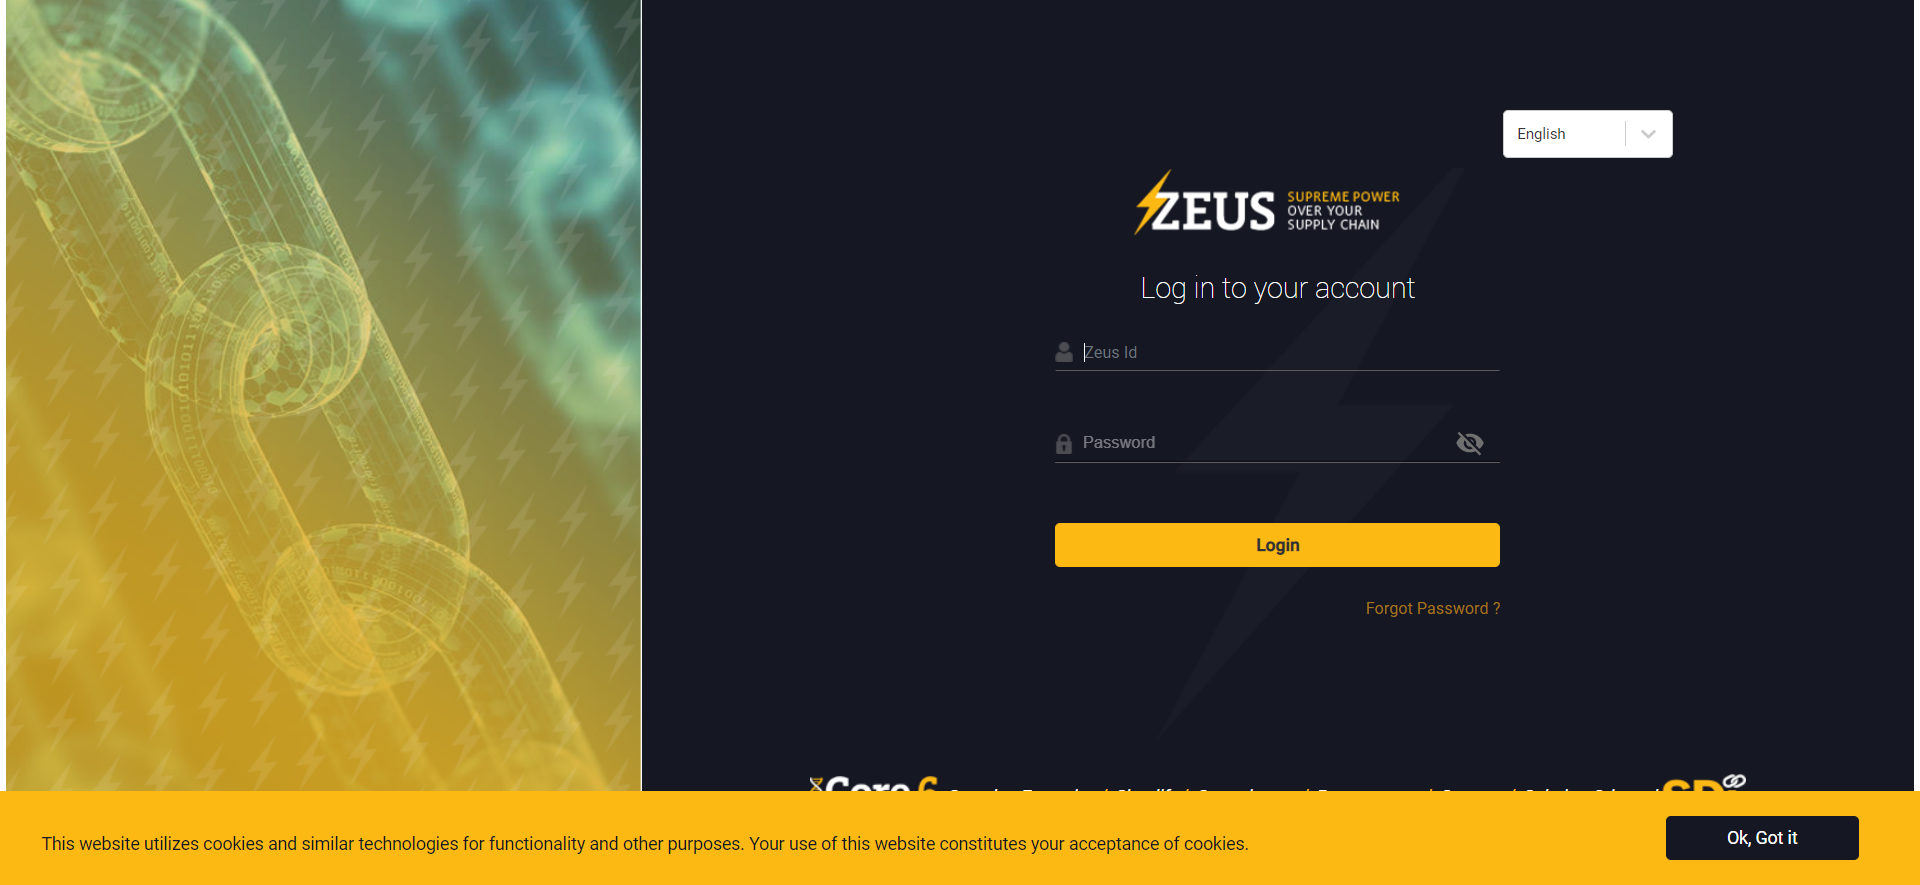 English
ZEUS SUPREME POWER
OVER YOUR
SUPPLY CHAIN
Log in to your account
Zeus Id
Password
Login
Forgot Password ?
This website utilizes cookies and similar technologies for functionality and other purposes. Your use of this website constitutes your acceptance of cookies.
Ok, Got it